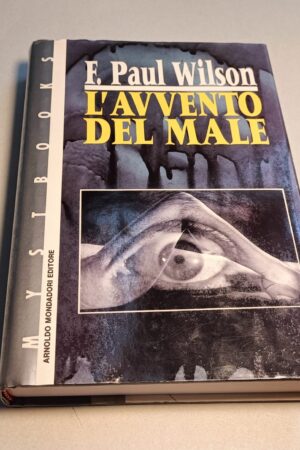 F. Paul Wilson
L'AVVENTO
DEL MALE
MYSTBOOKS
ARNOLDO MONDADORI EDITORE